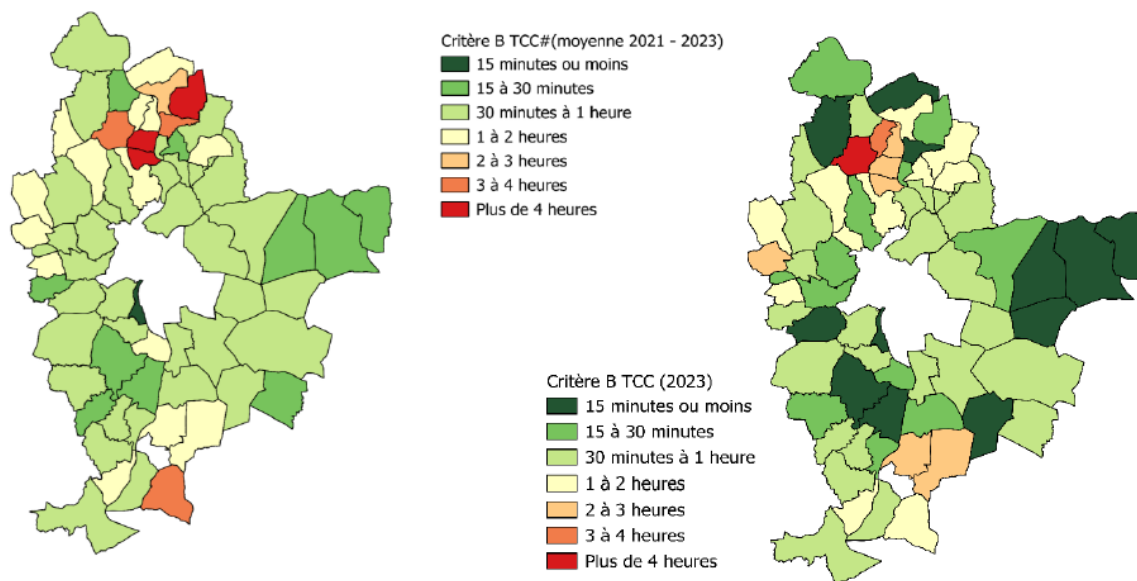 Critère B TCC#(moyenne 2021 - 2023)
15 minutes ou moins
15 à 30 minutes
30 minutes à 1 heure
1 à 2 heures
2 à 3 heures
3 à 4 heures
Plus de 4 heures
Critère B TCC (2023)
15 minutes ou moins
15 à 30 minutes
30 minutes à 1 heure
1 à 2 heures
2 à 3 heures
3 à 4 heures
Plus de 4 heures